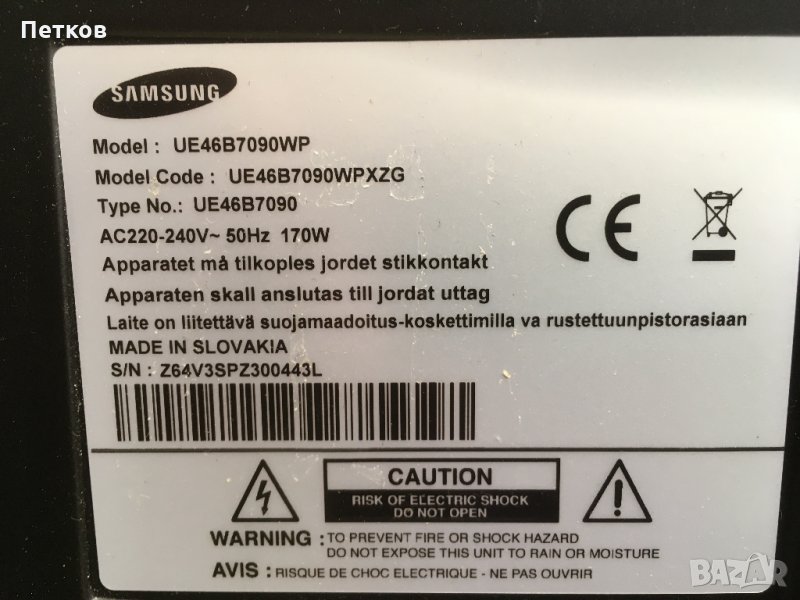 Петков
SAMSUNG
Model : UE46B7090WP
Model Code : UE46B7090WPXZG
Type No.: UE46B7090
AC220-240V~ 50Hz 170W
Apparatet må tilkoples jordet stikkontakt
Apparaten skall anslutas till jordat uttag
Laite on liitettävä suojamaadoitus-koskettimilla va rustettuunpistorasiaan
MADE IN SLOVAKIA
S/N : Z64V3SPZ300443L
CE
CAUTION
RISK OF ELECTRIC SHOCK
DO NOT OPEN
WARNING : TO PREVENT FIRE OR SHOCK HAZARD
DO NOT EXPOSE THIS UNIT TO RAIN OR MOISTURE
AVIS : RISQUE DE CHOC ELECTRIQUE - NE PAS OUVRIR
BAZAR